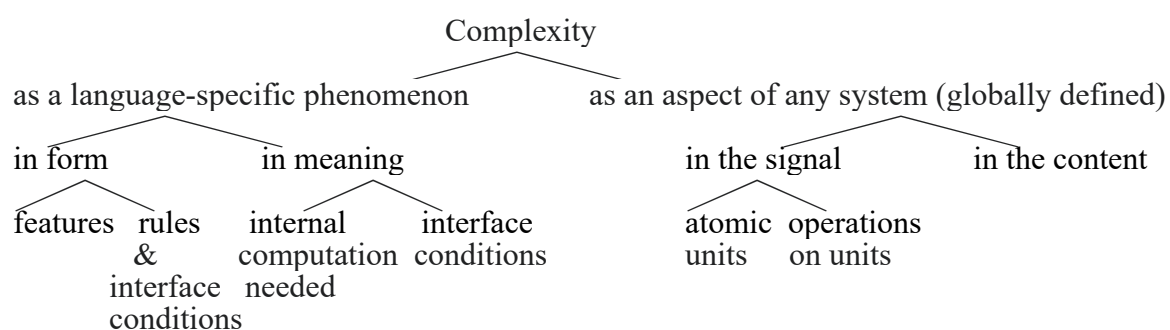 Complexity
as a language-specific phenomenon as an aspect of any system (globally defined)
in form in meaning in the signal in the content
features rules internal interface atomic operations
& computation conditions units on units
interface needed
conditions